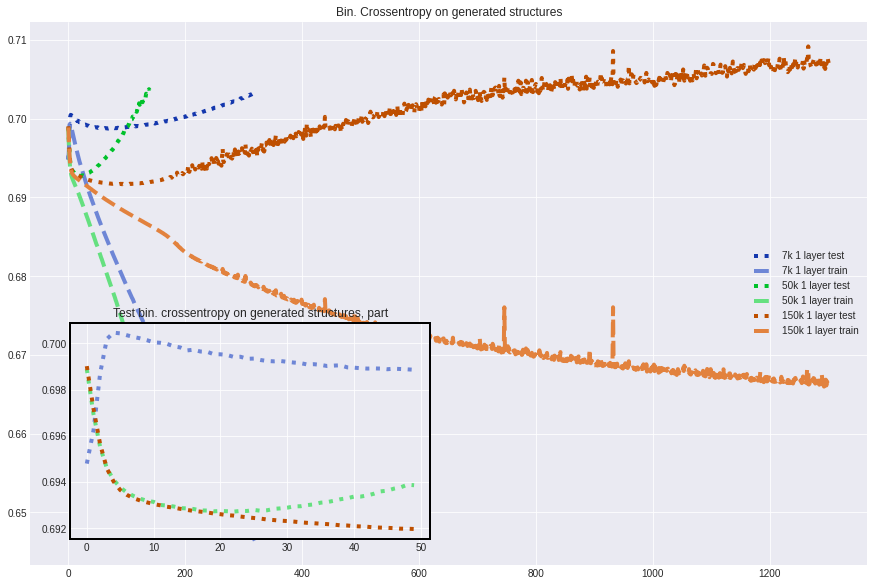 Bin. Crossentropy on generated structures
0.71
0.70
0.69
0.68
0.67
0.66
0.65
7k 1 layer test
7k 1 layer train
50k 1 layer test
50k 1 layer train
150k 1 layer test
150k 1 layer train
Test bin. crossentropy on generated structures, part
0.700
0.698
0.696
0.694
0.692
0 10 20 30 40 50
0 200 400 600 800 1000 1200